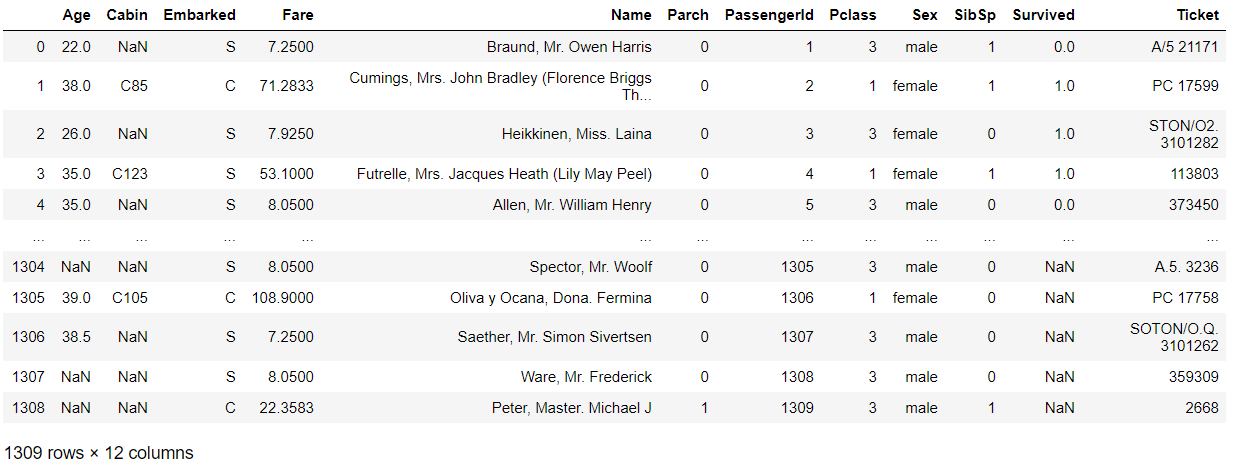 Age Cabin Embarked Fare Name Parch PassengerId Pclass Sex SibSp Survived Ticket
0 22.0 NaN S 7.2500 Braund, Mr. Owen Harris 0 1 3 male 1 0.0 A/5 21171
1 38.0 C85 C 71.2833 Cumings, Mrs. John Bradley (Florence Briggs Th... 0 2 1 female 1 1.0 PC 17599
2 26.0 NaN S 7.9250 Heikkinen, Miss. Laina 0 3 3 female 0 1.0 STON/O2. 3101282
3 35.0 C123 S 53.1000 Futrelle, Mrs. Jacques Heath (Lily May Peel) 0 4 1 female 1 1.0 113803
4 35.0 NaN S 8.0500 Allen, Mr. William Henry 0 5 3 male 0 0.0 373450
... ... ... ... ... ... ... ... ... ... ... ... ...
1304 NaN NaN S 8.0500 Spector, Mr. Woolf 0 1305 3 male 0 NaN A.5. 3236
1305 39.0 C105 C 108.9000 Oliva y Ocana, Dona. Fermina 0 1306 1 female 0 NaN PC 17758
1306 38.5 NaN S 7.2500 Saether, Mr. Simon Sivertsen 0 1307 3 male 0 NaN SOTON/O.Q. 3101262
1307 NaN NaN S 8.0500 Ware, Mr. Frederick 0 1308 3 male 0 NaN 359309
1308 NaN NaN C 22.3583 Peter, Master. Michael J 1 1309 3 male 1 NaN 2668
1309 rows × 12 columns